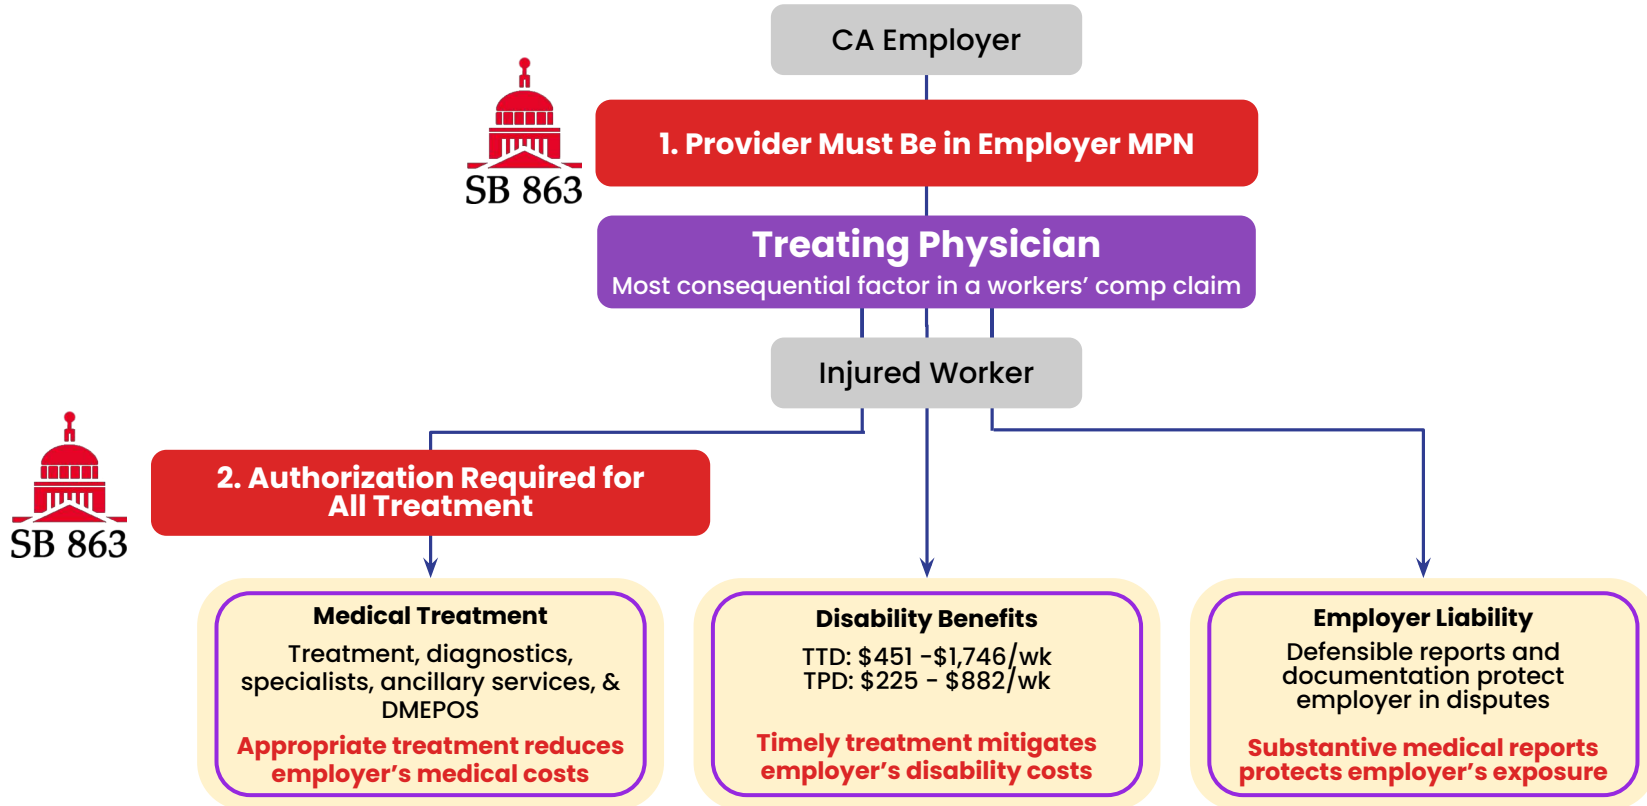 CA Employer
SB 863
1. Provider Must Be in Employer MPN
Treating Physician
Most consequential factor in a workers’ comp claim
Injured Worker
SB 863
2. Authorization Required for
All Treatment
Medical Treatment
Treatment, diagnostics,
specialists, ancillary services, &
DMEPOS
Appropriate treatment reduces
employer’s medical costs
Disability Benefits
TTD: $451 -$1,746/wk
TPD: $225 - $882/wk
Timely treatment mitigates
employer’s disability costs
Employer Liability
Defensible reports and
documentation protect
employer in disputes
Substantive medical reports
protects employer’s exposure